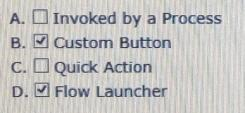 A. ☐ Invoked by a Process
B. ☑ Custom Button
C. ☐ Quick Action
D. ☑ Flow Launcher